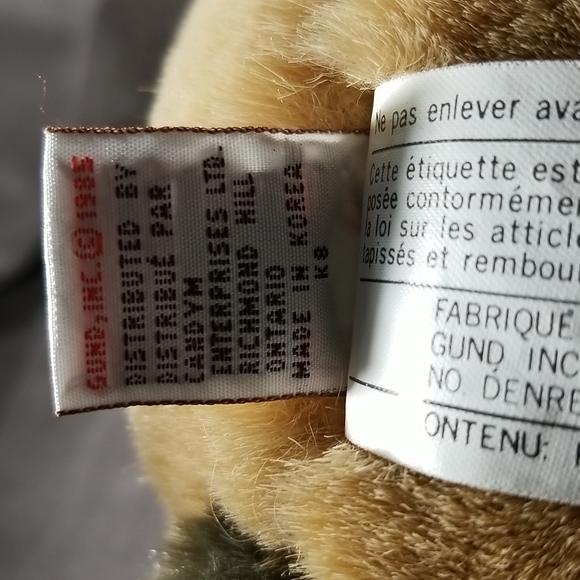 GUND, INC. © 1985
DISTRIBUTED BY
DISTRIBUÉ PAR
CANDYM
ENTERPRISES LTD.
RICHMOND HILL
ONTARIO
MADE IN KOREA
K8
Ne pas enlever ava
Cette étiquette est
posée conformémen
la loi sur les atticle
tapissés et rembour
FABRIQUÉ
GUND INC
NO. DENRE
ONTENU: